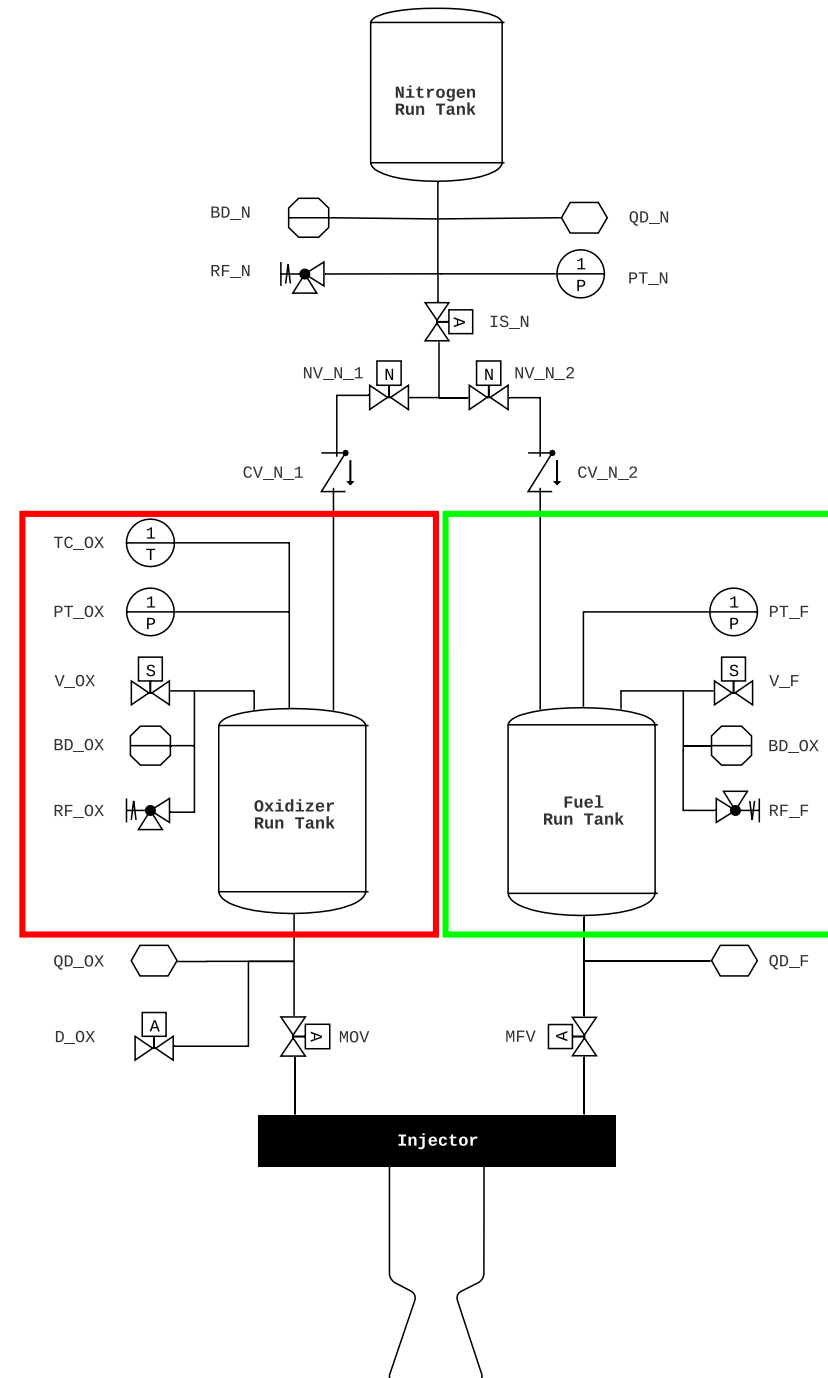 Nitrogen
Run Tank
BD_N
QD_N
RF_N
1
P
PT_N
A
IS_N
NV_N_1
N
N
NV_N_2
CV_N_1
CV_N_2
TC_OX
1
T
PT_OX
1
P
1
P
PT_F
V_OX
S
S
V_F
BD_OX
BD_OX
RF_OX
RF_F
Oxidizer
Run Tank
Fuel
Run Tank
QD_OX
QD_F
D_OX
A
A
MOV
MFV
A
Injector